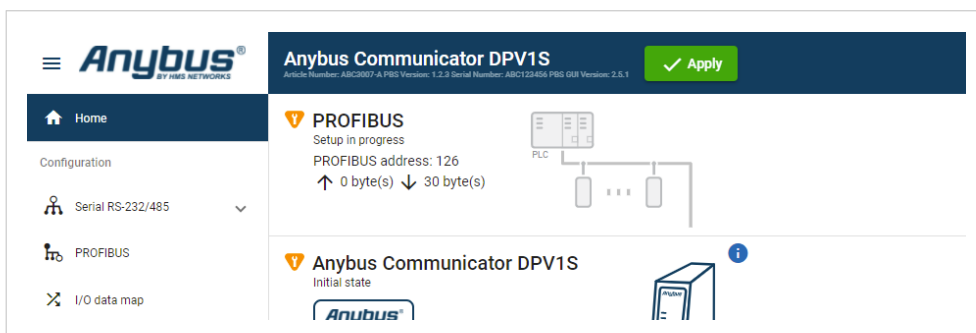 Anybus®
BY HMS NETWORKS
Anybus Communicator DPV1S
Article Number: ABC3007-A PBS Version: 1.2.3 Serial Number: ABC123456 PBS GUI Version: 2.5.1
Apply
Home
Configuration
Serial RS-232/485
PROFIBUS
I/O data map
PROFIBUS
Setup in progress
PROFIBUS address: 126
↑ 0 byte(s) ↓ 30 byte(s)
PLC
Anybus Communicator DPV1S
Initial state
Anybus®
Anybus